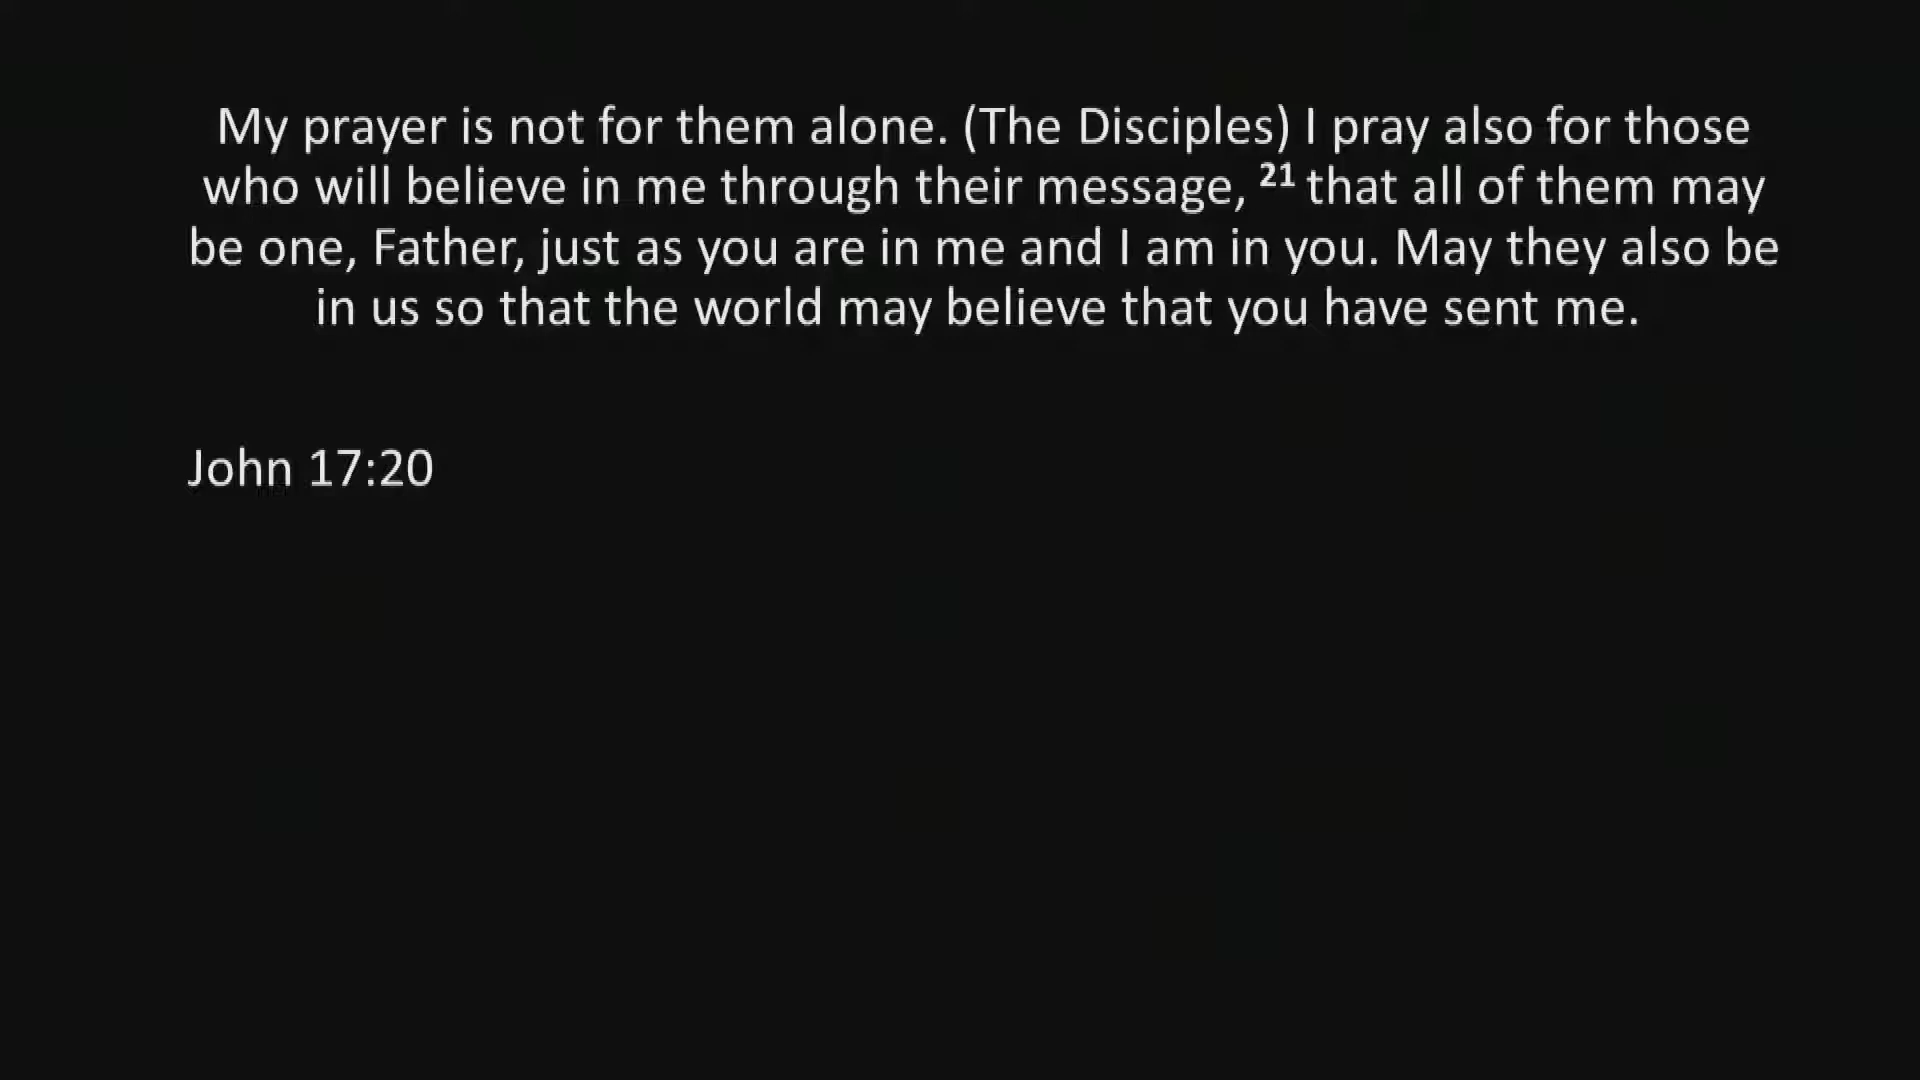 My prayer is not for them alone. (The Disciples) I pray also for those
who will believe in me through their message, 21 that all of them may
be one, Father, just as you are in me and I am in you. May they also be
in us so that the world may believe that you have sent me.
John 17:20